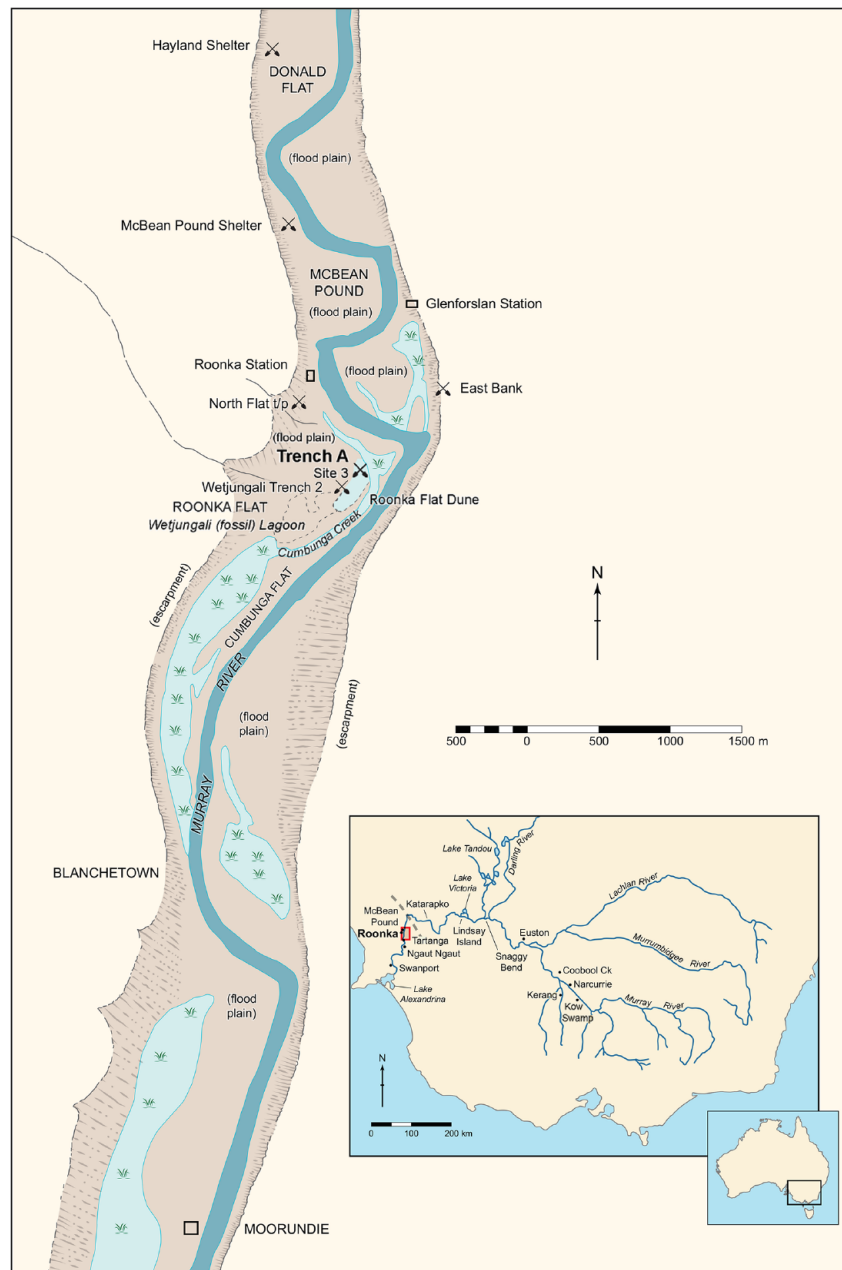 Hayland Shelter
DONALD
FLAT
(flood plain)
McBean Pound Shelter
MCBEAN
POUND
(flood plain)
Glenforslan Station
Roonka Station
(flood plain)
East Bank
North Flat t/p
(flood plain)
Trench A
Site 3
Wetjungali Trench 2
Roonka Flat Dune
ROONKA FLAT
Wetjungali (fossil) Lagoon
Cumbunga Creek
(escarpment)
CUMBUNGA FLAT
N
RIVER
(flood
plain)
(escarpment)
500 0 500 1000 1500 m
MURRAY
BLANCHETOWN
(flood
plain)
MOORUNDIE
Lake Tandou
Darling River
Lachlan River
Lake
Victoria
Katarapko
McBean
Pound
Roonka
Tartanga
Lindsay
Island
Euston
Murrumbidgee
River
Ngaut Ngaut
Snaggy
Bend
Swanport
Coobool Ck
Narcurrie
Lake
Alexandrina
Kerang
Kow
Swamp
Murray River
N
0 100 200 km